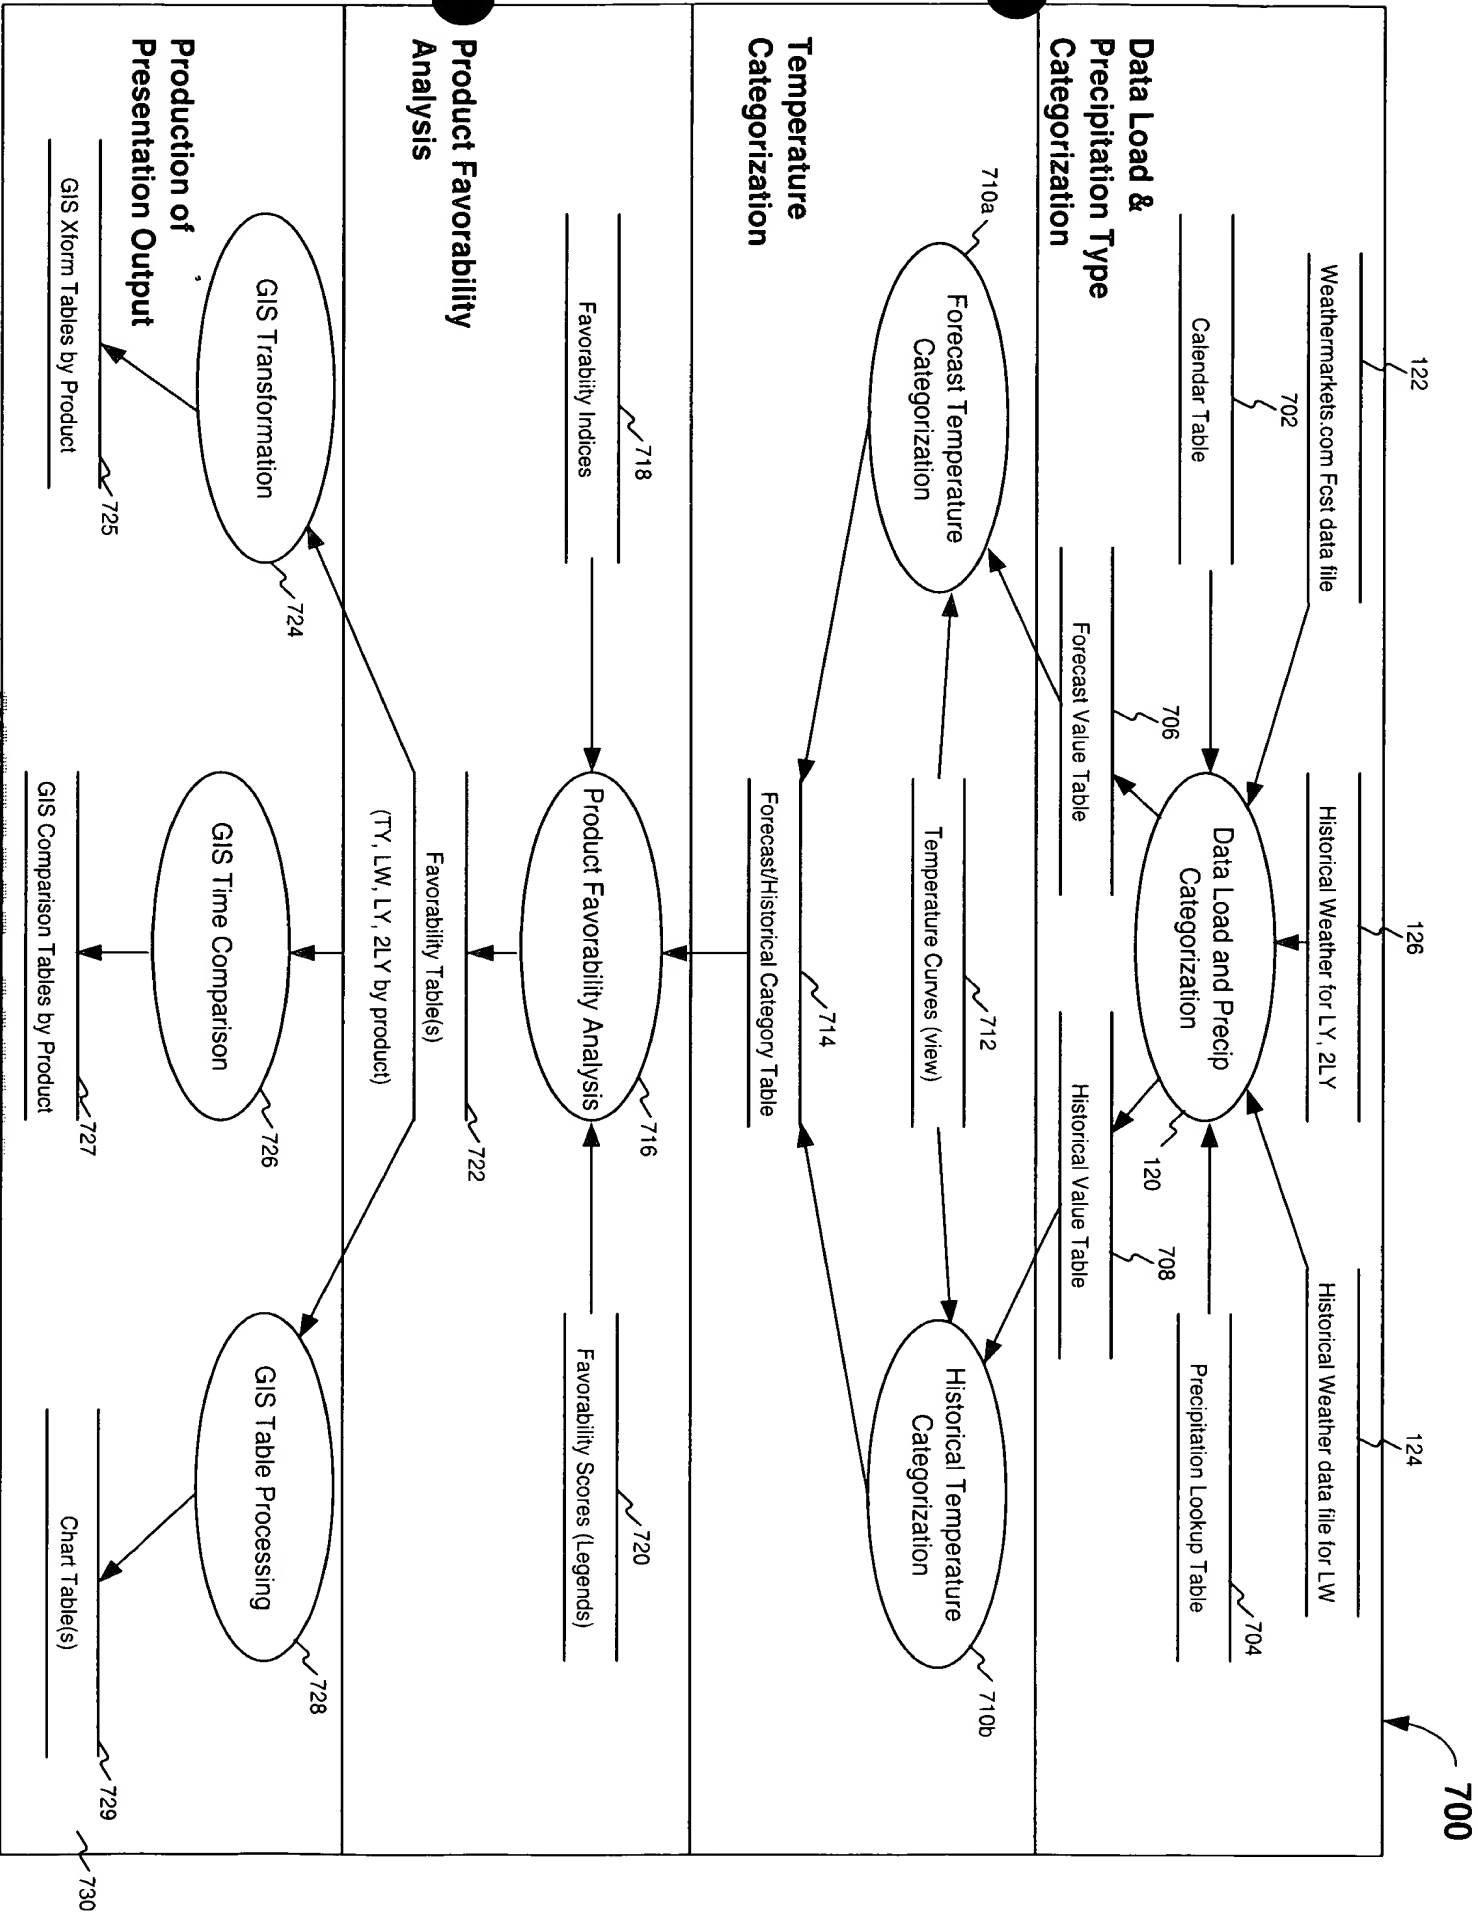 700
122
126
124
Weathermarkets.com Fcst data file
Historical Weather for LY, 2LY
Historical Weather data file for LW
702
704
Calendar Table
Precipitation Lookup Table
Data Load &
Precipitation Type
Categorization
Data Load and Precip
Categorization
120
706
708
Forecast Value Table
Historical Value Table
710a
710b
Forecast Temperature
Categorization
712
Temperature Curves (view)
Historical Temperature
Categorization
Temperature
Categorization
714
Forecast/Historical Category Table
718
716
720
Favorabiity Indices
Product Favorability Analysis
Favorability Scores (Legends)
Product Favorability
Analysis
722
Favorability Table(s)
(TY, LW, LY, 2LY by product)
724
726
728
GIS Transformation
GIS Time Comparison
GIS Table Processing
Production of
Presentation Output
725
727
729
730
GIS Xform Tables by Product
GIS Comparison Tables by Product
Chart Table(s)